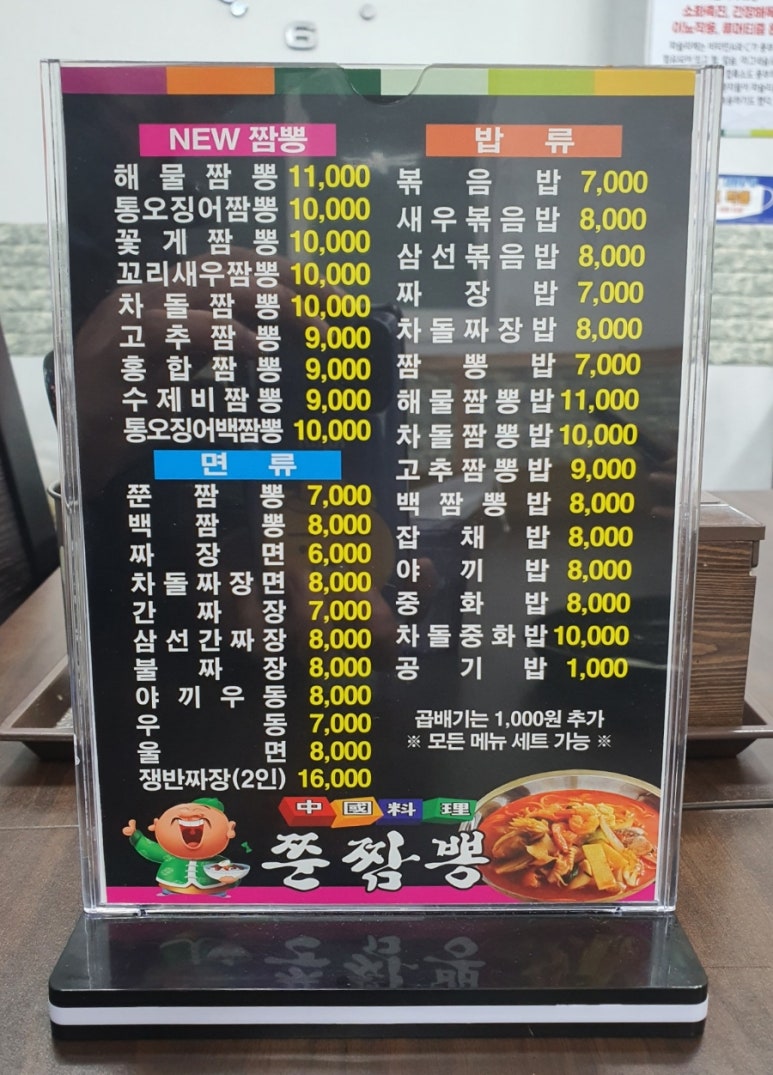 NEW 짬뽕
해물짬뽕 11,000
통오징어짬뽕 10,000
꽃게짬뽕 10,000
꼬리새우짬뽕 10,000
차돌짬뽕 10,000
고추짬뽕 9,000
홍합짬뽕 9,000
수제비짬뽕 9,000
통오징어백짬뽕 10,000
면류
쭌짬뽕 7,000
백짬뽕 8,000
짜장면 6,000
차돌짜장면 8,000
간짜장 7,000
삼선간짜장 8,000
불짜장 8,000
야끼우동 8,000
우동 7,000
울면 8,000
쟁반짜장(2인) 16,000
밥류
볶음밥 7,000
새우볶음밥 8,000
삼선볶음밥 8,000
짜장밥 7,000
차돌짜장밥 8,000
짬뽕밥 7,000
해물짬뽕밥 11,000
차돌짬뽕밥 10,000
고추짬뽕밥 9,000
백짬뽕밥 8,000
잡채밥 8,000
야끼밥 8,000
중화밥 8,000
차돌중화밥 10,000
공기밥 1,000
곱배기는 1,000원 추가
※ 모든 메뉴 세트 가능 ※
中國料理
쭌짬뽕